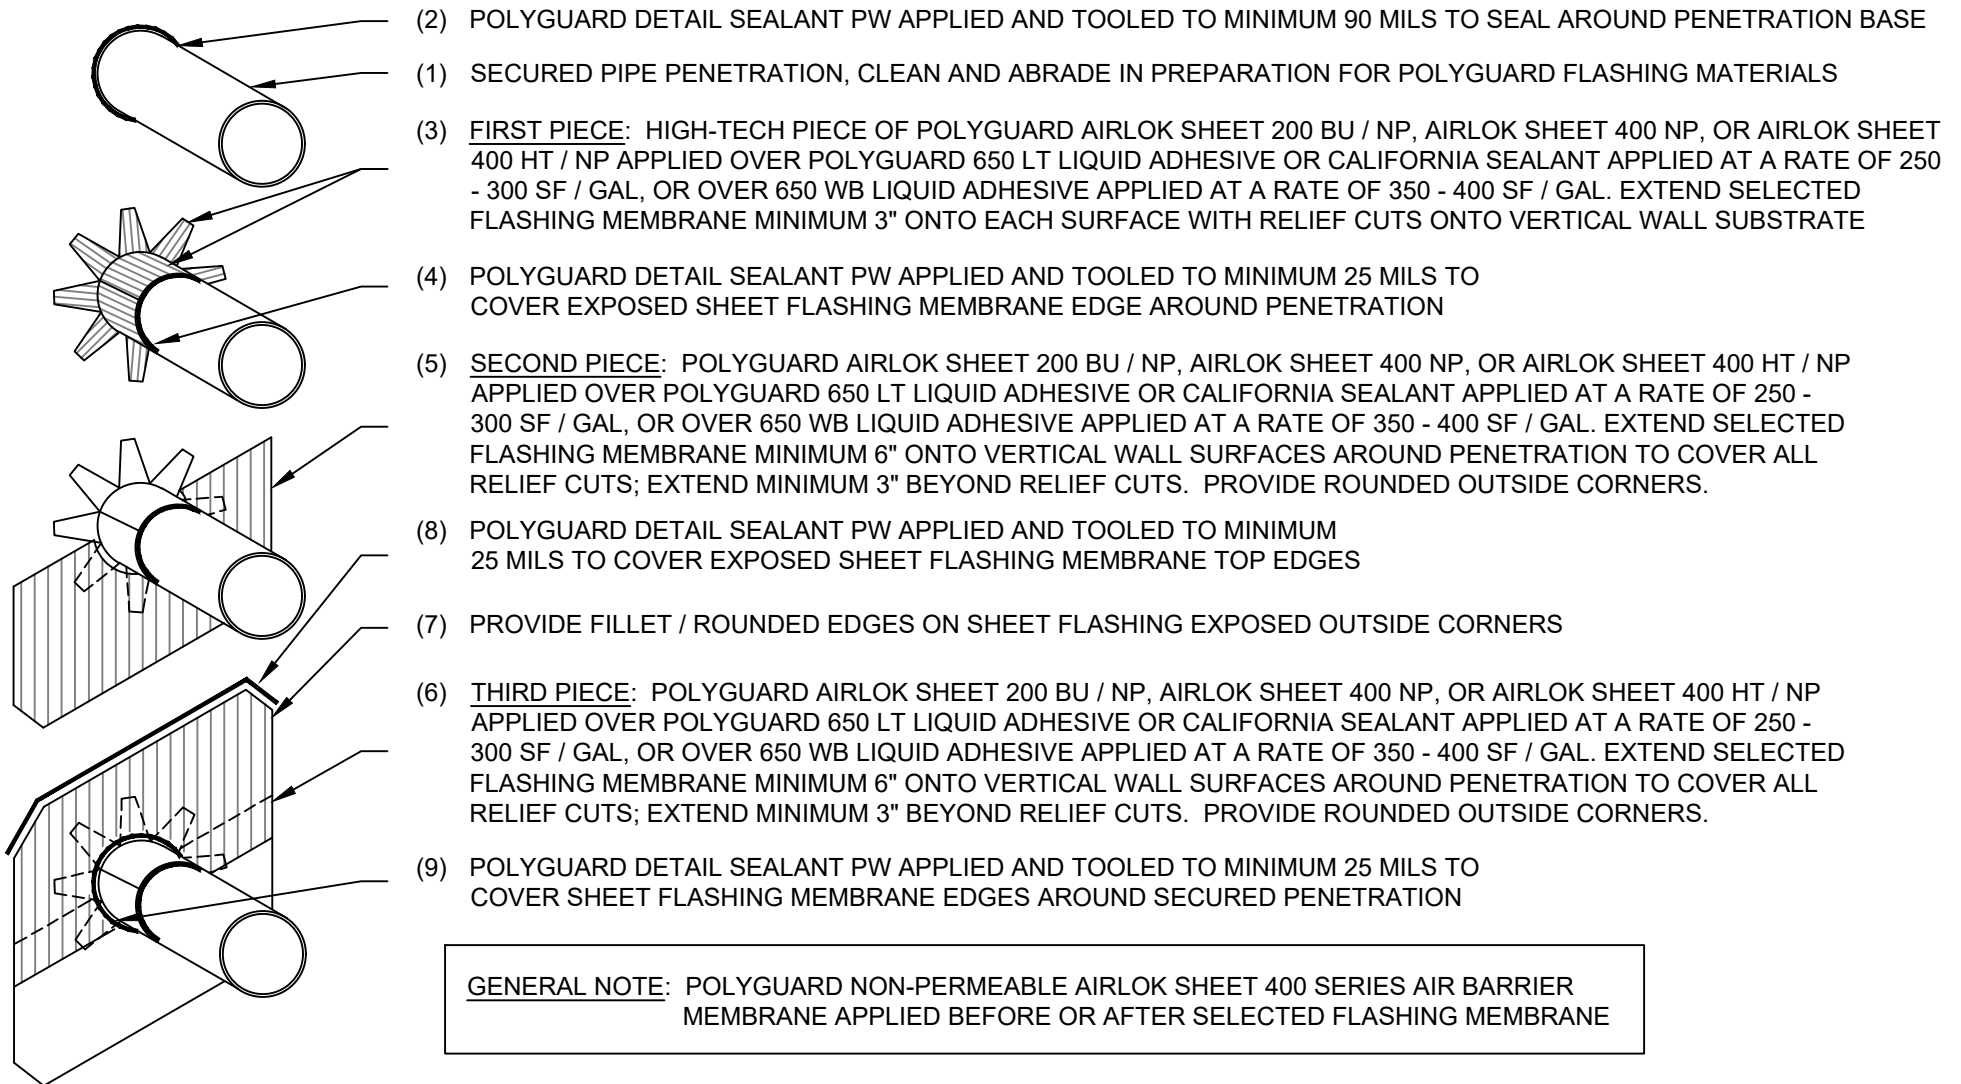 (2) POLYGUARD DETAIL SEALANT PW APPLIED AND TOOLED TO MINIMUM 90 MILS TO SEAL AROUND PENETRATION BASE
(1) SECURED PIPE PENETRATION, CLEAN AND ABRADE IN PREPARATION FOR POLYGUARD FLASHING MATERIALS
(3) FIRST PIECE: HIGH-TECH PIECE OF POLYGUARD AIRLOK SHEET 200 BU / NP, AIRLOK SHEET 400 NP, OR AIRLOK SHEET
400 HT / NP APPLIED OVER POLYGUARD 650 LT LIQUID ADHESIVE OR CALIFORNIA SEALANT APPLIED AT A RATE OF 250
- 300 SF / GAL, OR OVER 650 WB LIQUID ADHESIVE APPLIED AT A RATE OF 350 - 400 SF / GAL. EXTEND SELECTED
FLASHING MEMBRANE MINIMUM 3" ONTO EACH SURFACE WITH RELIEF CUTS ONTO VERTICAL WALL SUBSTRATE
(4) POLYGUARD DETAIL SEALANT PW APPLIED AND TOOLED TO MINIMUM 25 MILS TO
COVER EXPOSED SHEET FLASHING MEMBRANE EDGE AROUND PENETRATION
(5) SECOND PIECE: POLYGUARD AIRLOK SHEET 200 BU / NP, AIRLOK SHEET 400 NP, OR AIRLOK SHEET 400 HT / NP
APPLIED OVER POLYGUARD 650 LT LIQUID ADHESIVE OR CALIFORNIA SEALANT APPLIED AT A RATE OF 250 -
300 SF / GAL, OR OVER 650 WB LIQUID ADHESIVE APPLIED AT A RATE OF 350 - 400 SF / GAL. EXTEND SELECTED
FLASHING MEMBRANE MINIMUM 6" ONTO VERTICAL WALL SURFACES AROUND PENETRATION TO COVER ALL
RELIEF CUTS; EXTEND MINIMUM 3" BEYOND RELIEF CUTS. PROVIDE ROUNDED OUTSIDE CORNERS.
(8) POLYGUARD DETAIL SEALANT PW APPLIED AND TOOLED TO MINIMUM
25 MILS TO COVER EXPOSED SHEET FLASHING MEMBRANE TOP EDGES
(7) PROVIDE FILLET / ROUNDED EDGES ON SHEET FLASHING EXPOSED OUTSIDE CORNERS
(6) THIRD PIECE: POLYGUARD AIRLOK SHEET 200 BU / NP, AIRLOK SHEET 400 NP, OR AIRLOK SHEET 400 HT / NP
APPLIED OVER POLYGUARD 650 LT LIQUID ADHESIVE OR CALIFORNIA SEALANT APPLIED AT A RATE OF 250 -
300 SF / GAL, OR OVER 650 WB LIQUID ADHESIVE APPLIED AT A RATE OF 350 - 400 SF / GAL. EXTEND SELECTED
FLASHING MEMBRANE MINIMUM 6" ONTO VERTICAL WALL SURFACES AROUND PENETRATION TO COVER ALL
RELIEF CUTS; EXTEND MINIMUM 3" BEYOND RELIEF CUTS. PROVIDE ROUNDED OUTSIDE CORNERS.
(9) POLYGUARD DETAIL SEALANT PW APPLIED AND TOOLED TO MINIMUM 25 MILS TO
COVER SHEET FLASHING MEMBRANE EDGES AROUND SECURED PENETRATION
GENERAL NOTE: POLYGUARD NON-PERMEABLE AIRLOK SHEET 400 SERIES AIR BARRIER
MEMBRANE APPLIED BEFORE OR AFTER SELECTED FLASHING MEMBRANE